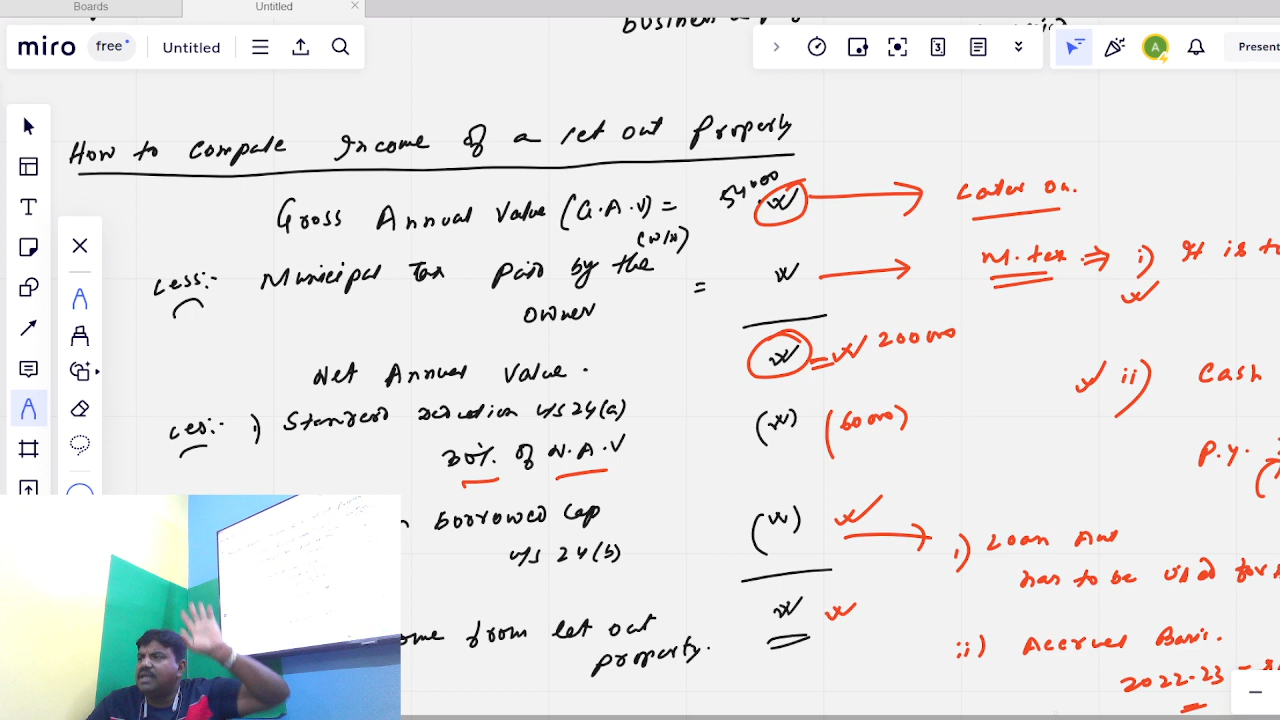 Boards
Untitled
miro
free
Untitled
Present
How to compute Income of a let out Property
Gross Annual Value (G.A.V) =
54000
Later on.
(w/n)
Less:- Municipal Tax Paid by the
owner
=
M. tax ⇒ i) It is
200000
Net Annual Value.
ii) Cash
Less:- i) Standard deduction u/s 24(a)
(60000)
30% of N.A.V
P.Y.
borrowed cap
u/s 24(b)
i) Loan Amt
has to be used for
from let out
property.
ii) Accrued Basis.
2022-23